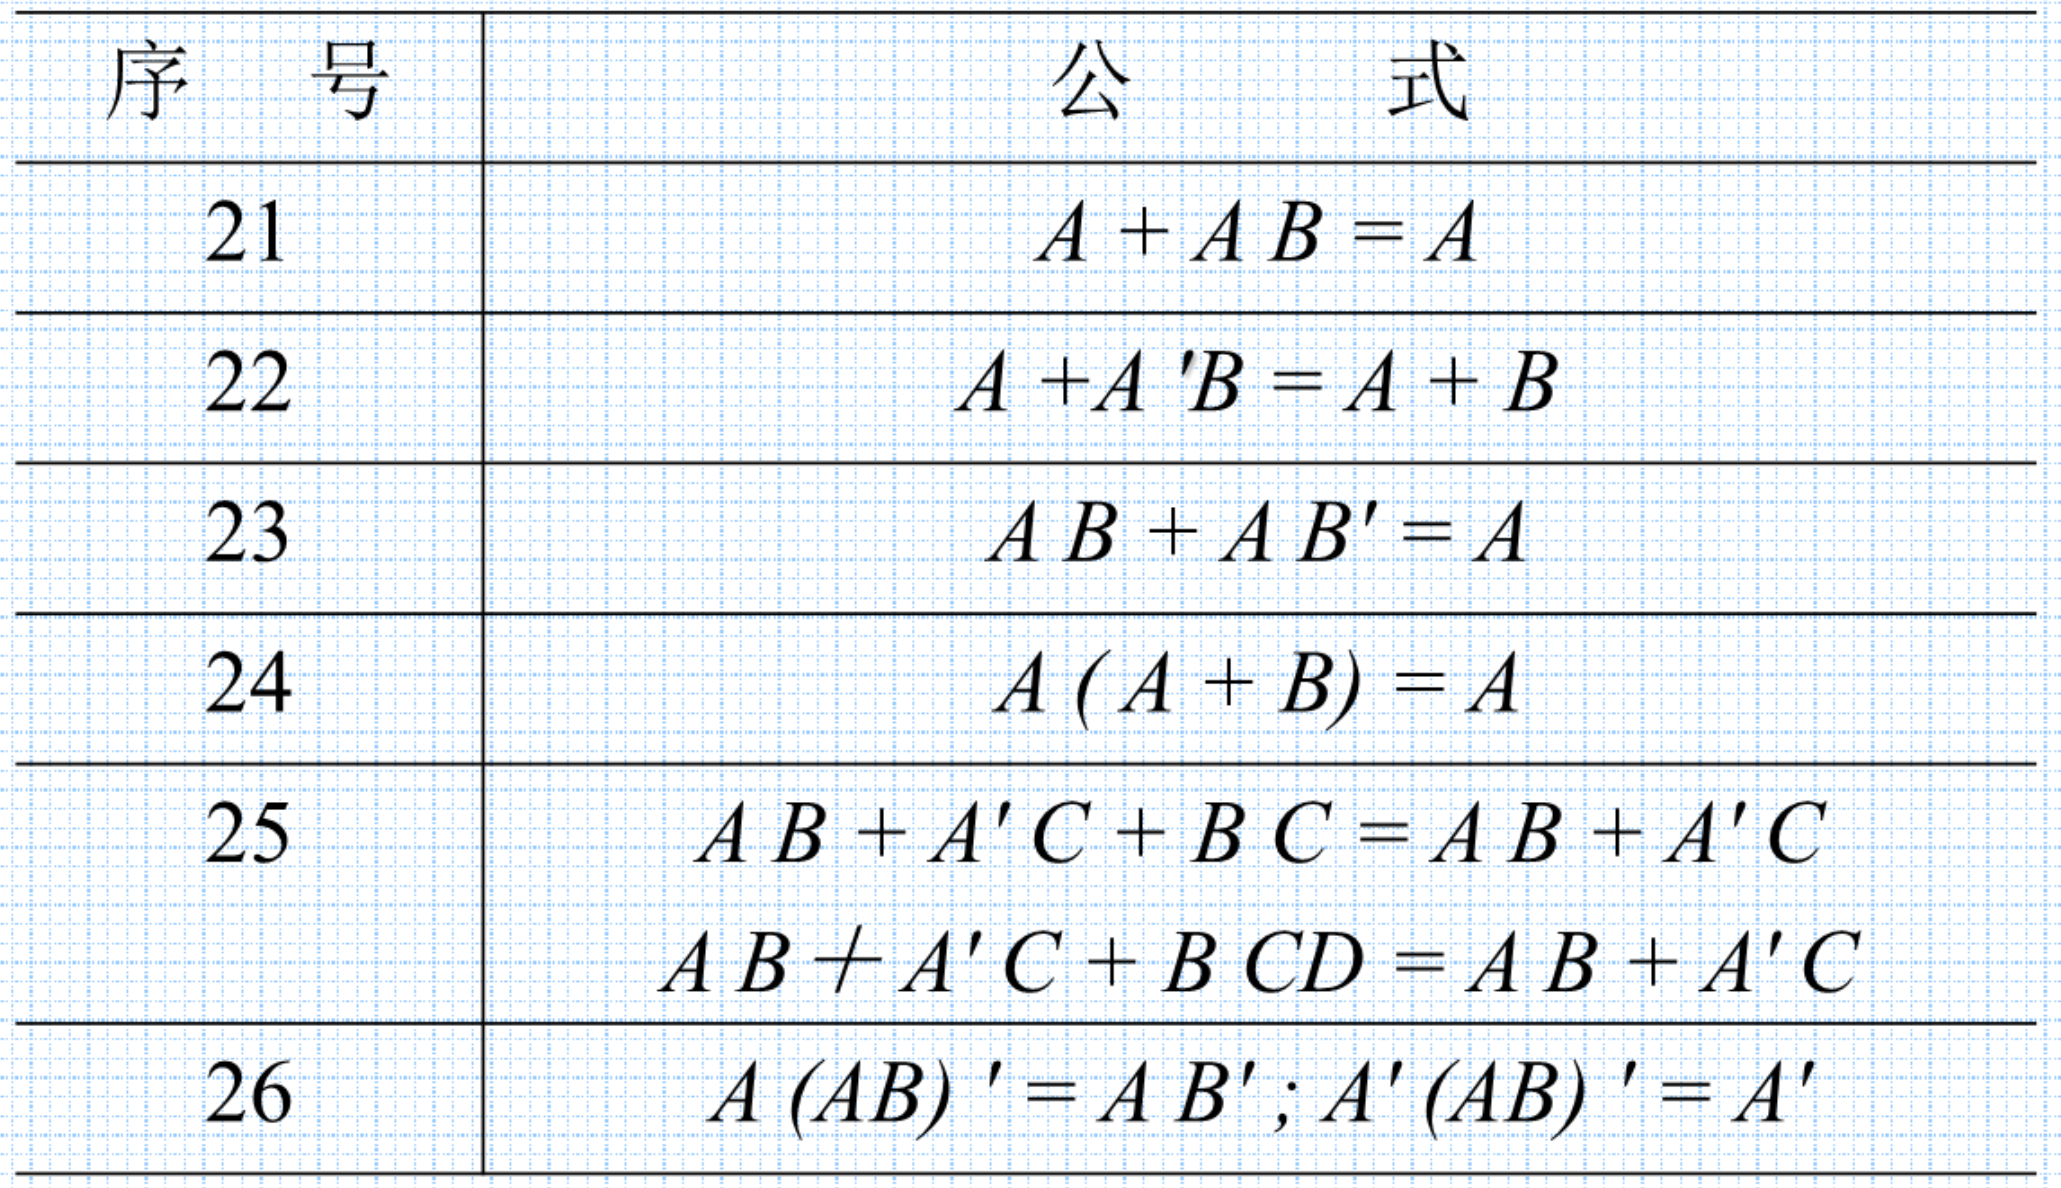 序 号 公 式
21 A + A B = A
22 A +A 'B = A + B
23 A B + A B' = A
24 A ( A + B) = A
25 A B + A' C + B C = A B + A' C
A B + A' C + B CD = A B + A' C
26 A (AB) ' = A B' ; A' (AB) ' = A'